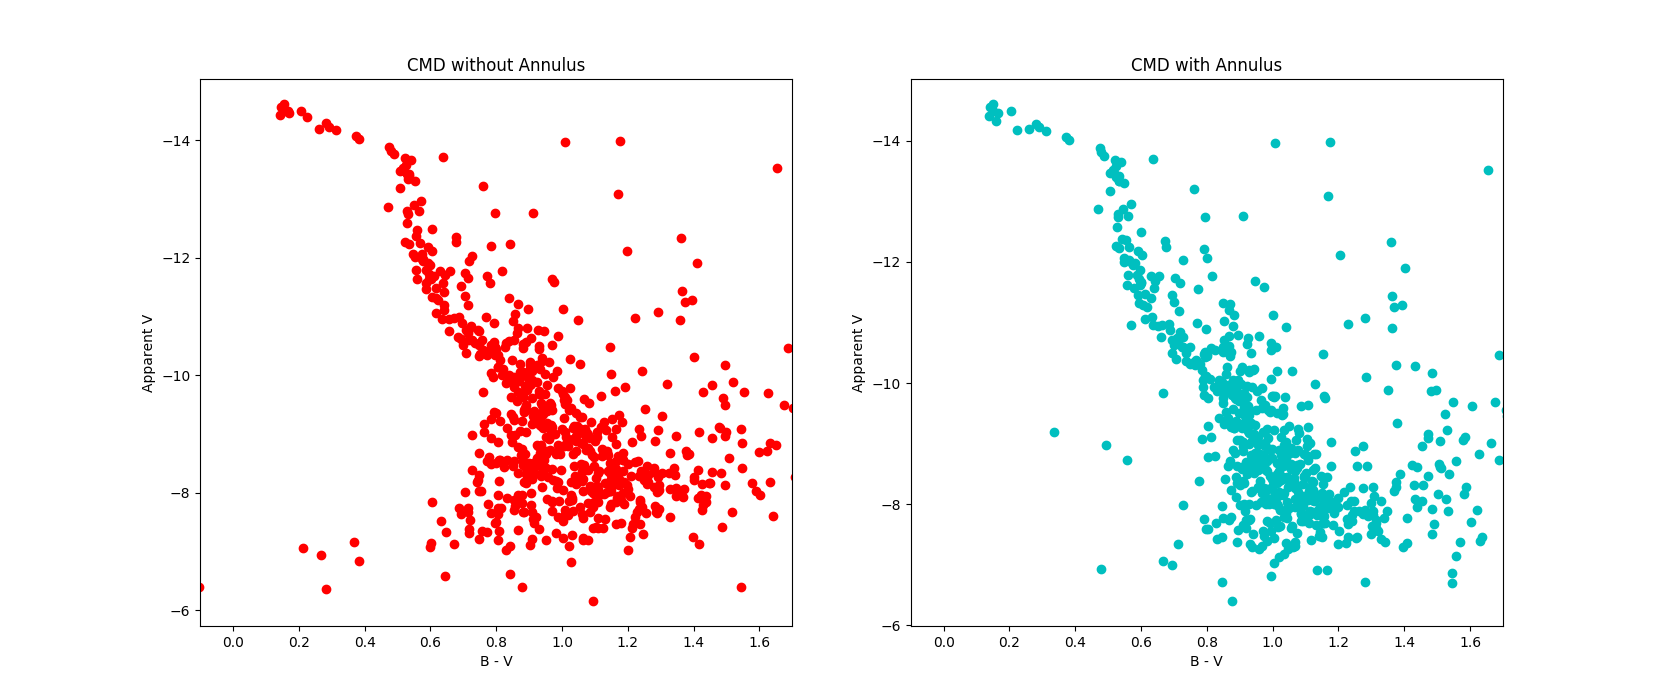 CMD without Annulus
−14
−12
−10
−8
−6
Apparent V
0.0 0.2 0.4 0.6 0.8 1.0 1.2 1.4 1.6
B - V
CMD with Annulus
−14
−12
−10
−8
−6
Apparent V
0.0 0.2 0.4 0.6 0.8 1.0 1.2 1.4 1.6
B - V